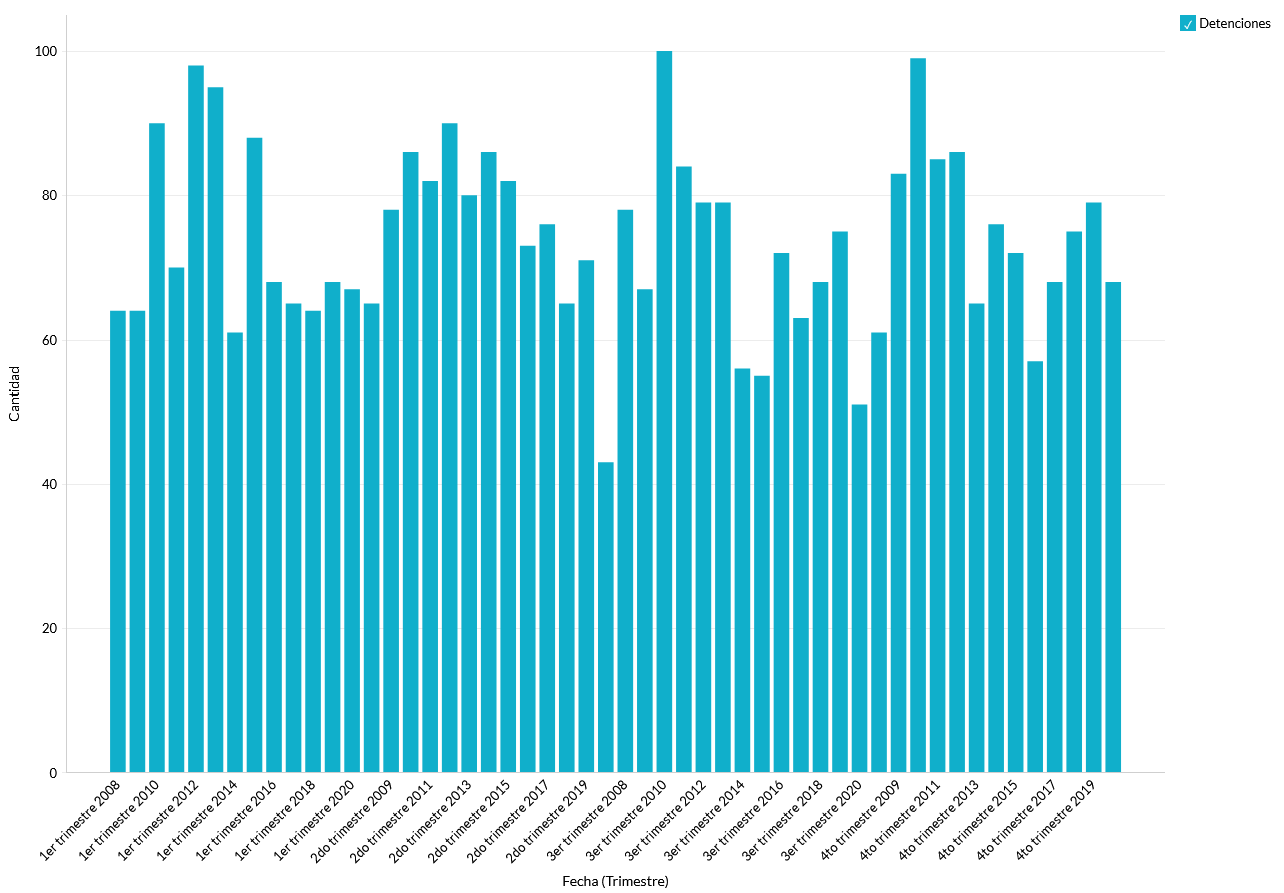 Detenciones
Cantidad
100
80
60
40
20
0
1er trimestre 2008
1er trimestre 2010
1er trimestre 2012
1er trimestre 2014
1er trimestre 2016
1er trimestre 2018
1er trimestre 2020
2do trimestre 2009
2do trimestre 2011
2do trimestre 2013
2do trimestre 2015
2do trimestre 2017
2do trimestre 2019
3er trimestre 2008
3er trimestre 2010
3er trimestre 2012
3er trimestre 2014
3er trimestre 2016
3er trimestre 2018
3er trimestre 2020
4to trimestre 2009
4to trimestre 2011
4to trimestre 2013
4to trimestre 2015
4to trimestre 2017
4to trimestre 2019
Fecha (Trimestre)